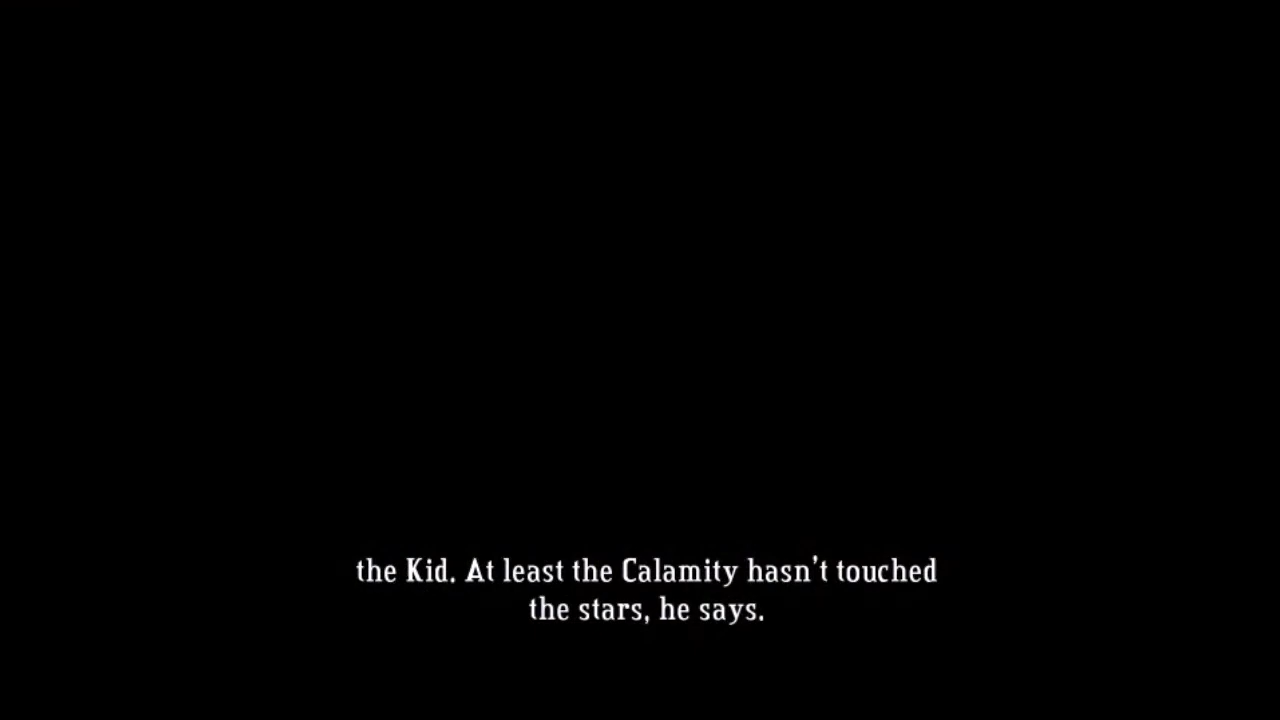 the Kid. At least the Calamity hasn't touched
the stars, he says.